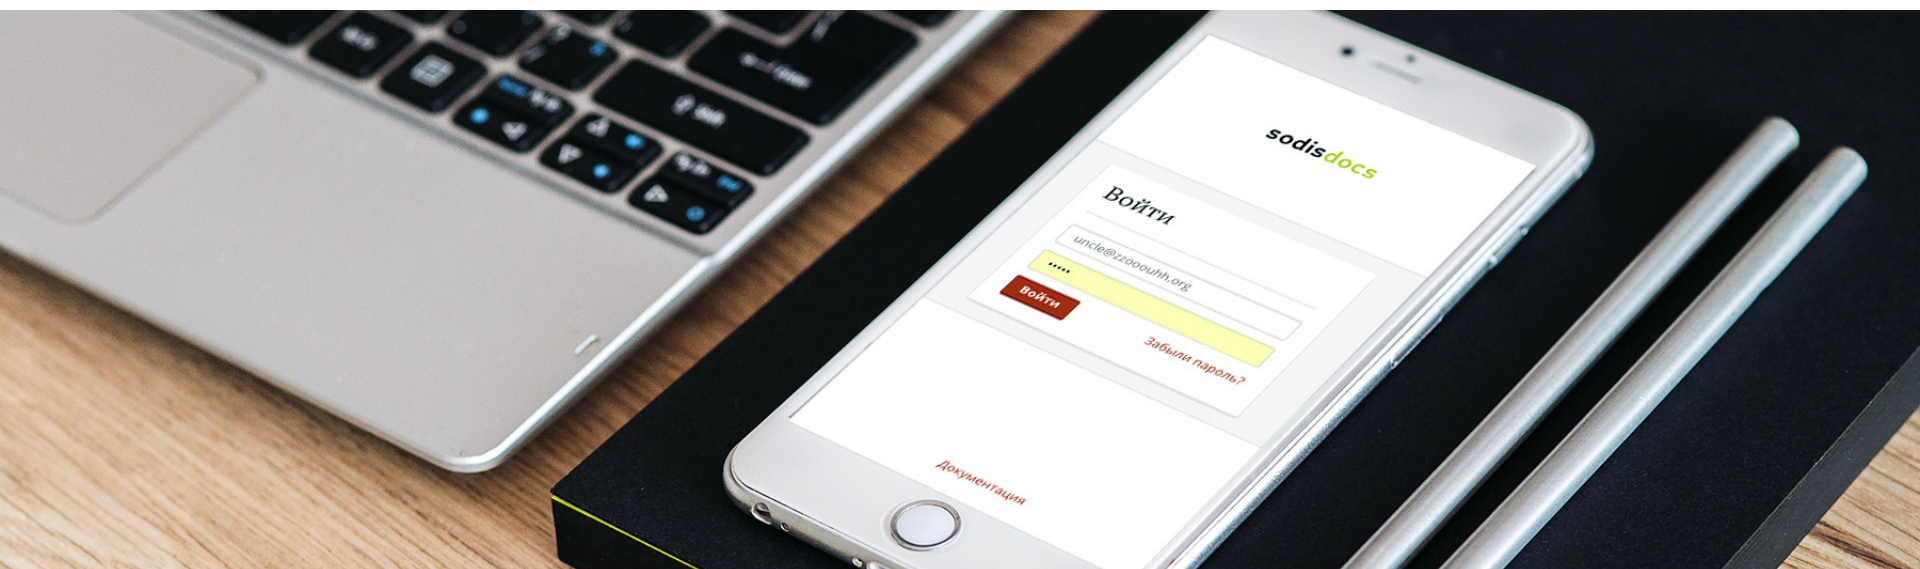 sodisdocs
Войти
uncle@zzooouhh.org
•••••
Войти
Забыли пароль?
Документация